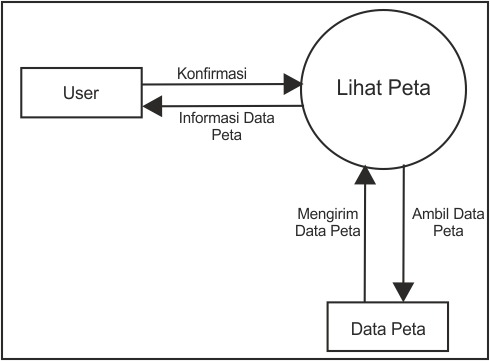 Konfirmasi
User
Lihat Peta
Informasi Data
Peta
Mengirim
Data Peta
Ambil Data
Peta
Data Peta